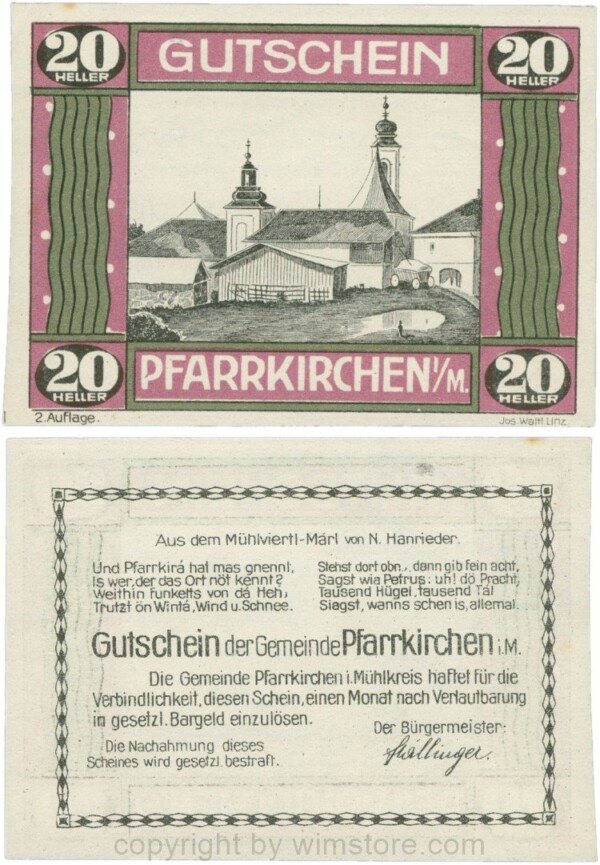 20 HELLER
GUTSCHEIN
20 HELLER
20 HELLER
PFARRKIRCHEN i/M.
20 HELLER
2. Auflage.
Jos Waltl Linz.
Aus dem Mühlviertl-Márl von N. Hanrieder.
Und Pfarrkirá hat mas gnennt,
Is wer, der das Ort nöt kennt?
Weithin funkelts von dá Heh,
Trutzt ön Wintá, Wind u. Schnee.
Stehst dort obn., dann gib fein acht,
Sagst wia Petrus: uh! dö Pracht,
Tausend Hügel, tausend Tál
Siagst, wanns schen is, allemal.
Gutschein der Gemeinde Pfarrkirchen i.M.
Die Gemeinde Pfarrkirchen i. Mühlkreis haftet für die
Verbindlichkeit, diesen Schein, einen Monat nach Verlautbarung
in gesetzl. Bargeld einzulösen.
Der Bürgermeister:
Die Nachahmung dieses
Scheines wird gesetzl. bestraft.
copyright by wimstore.com